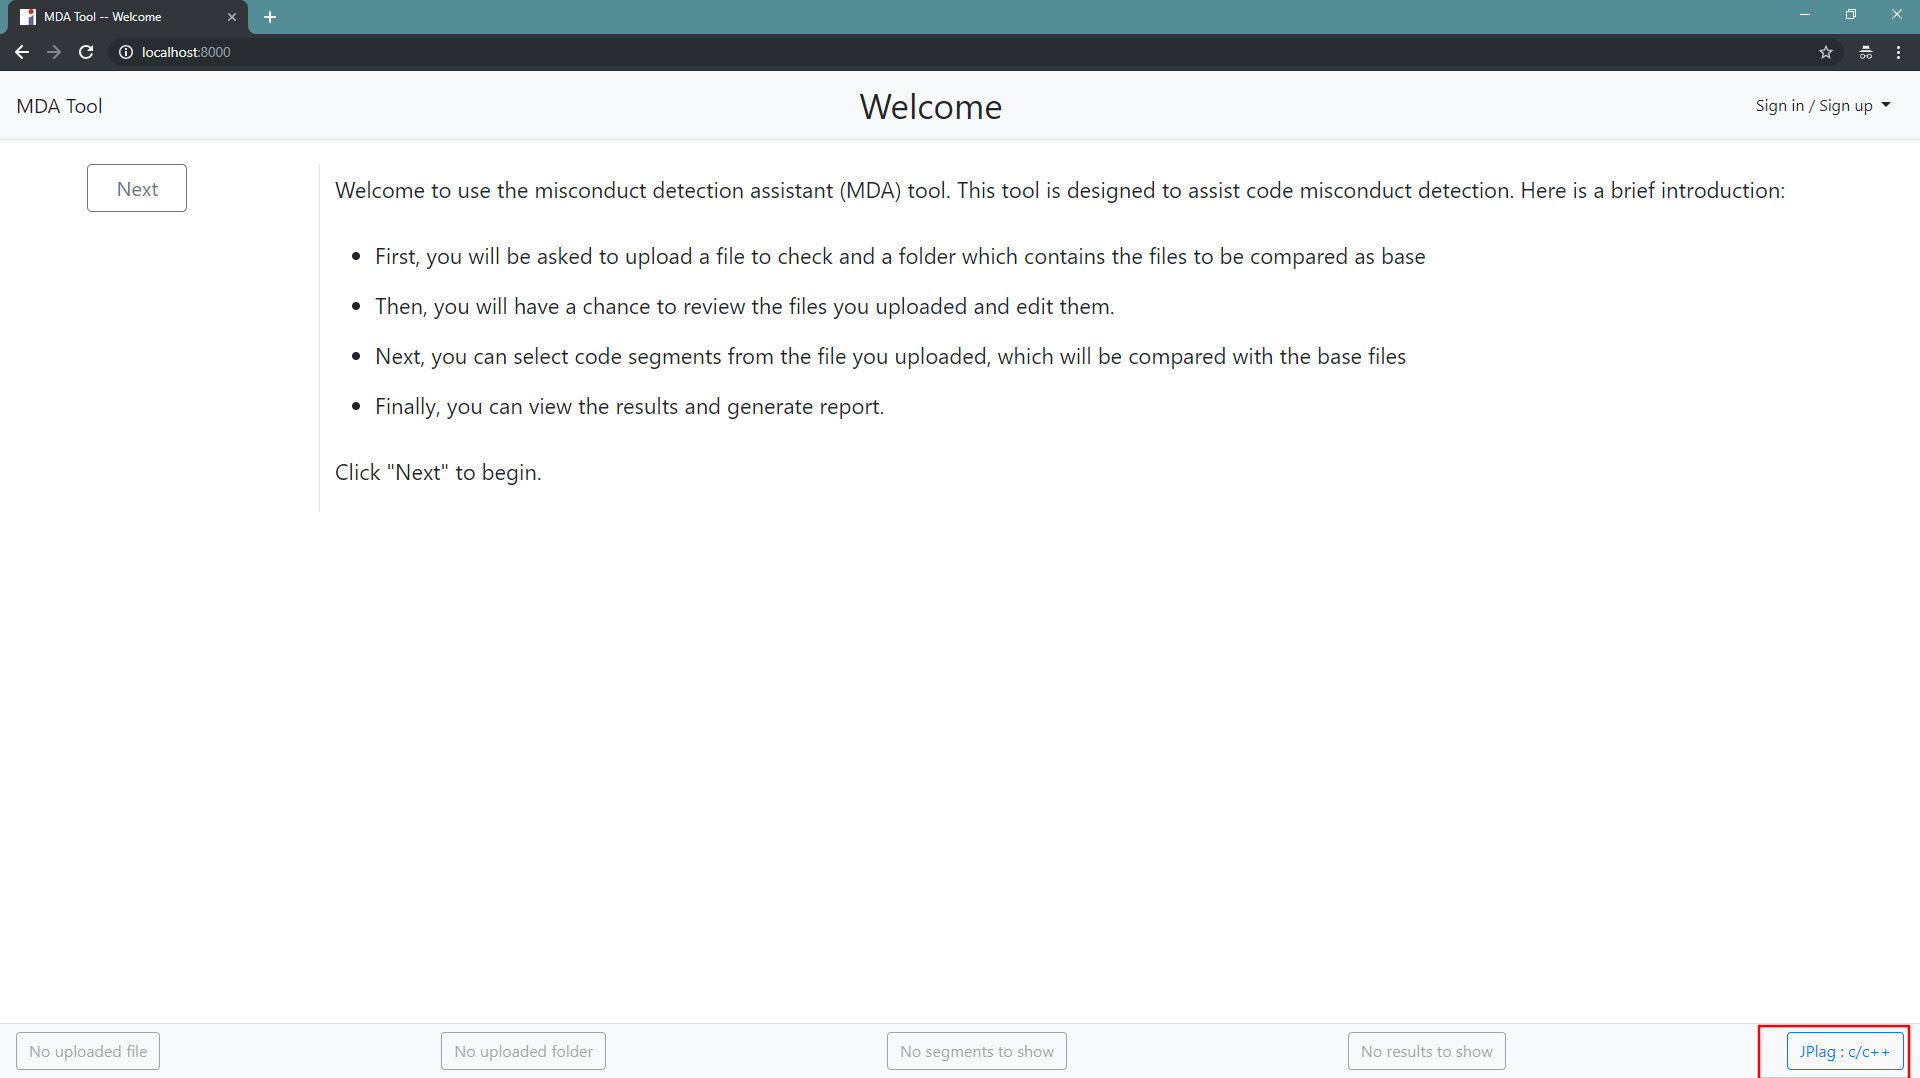 MDA Tool -- Welcome
localhost:8000
MDA Tool
Welcome
Sign in / Sign up
Next
Welcome to use the misconduct detection assistant (MDA) tool. This tool is designed to assist code misconduct detection. Here is a brief introduction:
• First, you will be asked to upload a file to check and a folder which contains the files to be compared as base
• Then, you will have a chance to review the files you uploaded and edit them.
• Next, you can select code segments from the file you uploaded, which will be compared with the base files
• Finally, you can view the results and generate report.
Click "Next" to begin.
No uploaded file
No uploaded folder
No segments to show
No results to show
JPlag : c/c++